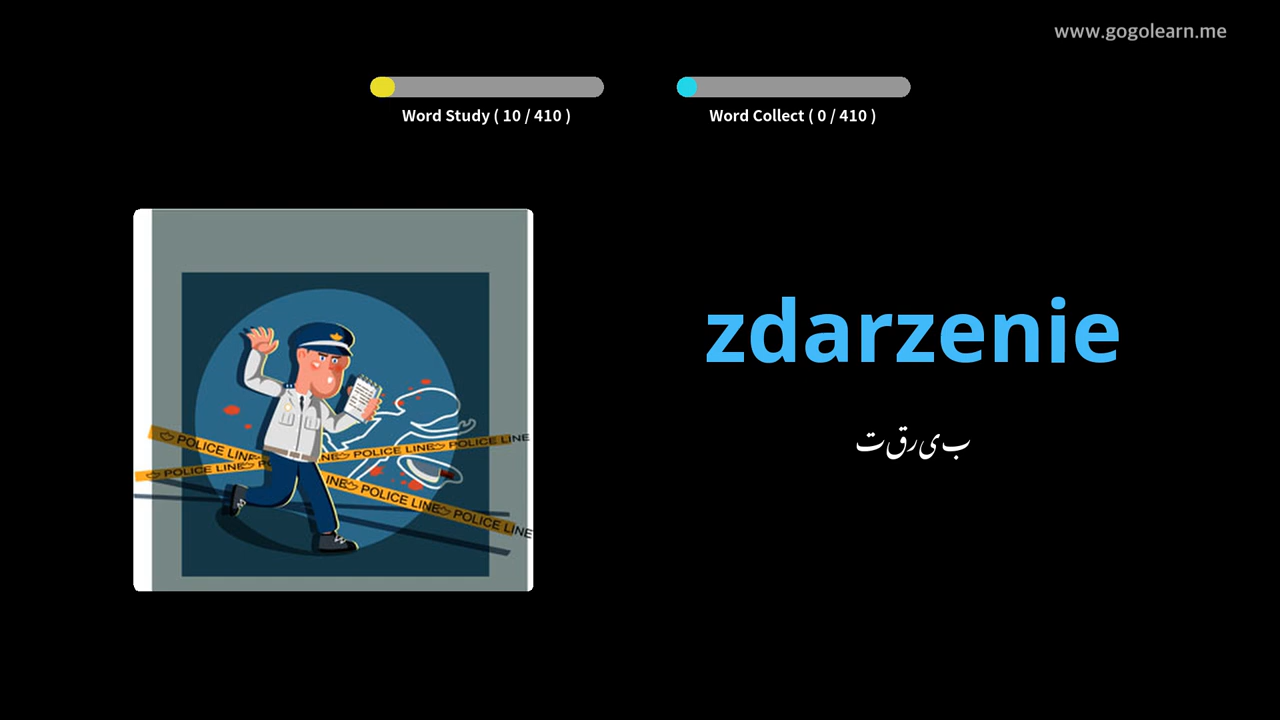 www.gogolearn.me
Word Study ( 10 / 410 )
Word Collect ( 0 / 410 )
zdarzenie
ب‌ی‌رق‌ت
POLICE LINE POLICE LINE
POLICE LINE POLICE LINE
POLICE LINE POLICE LINE